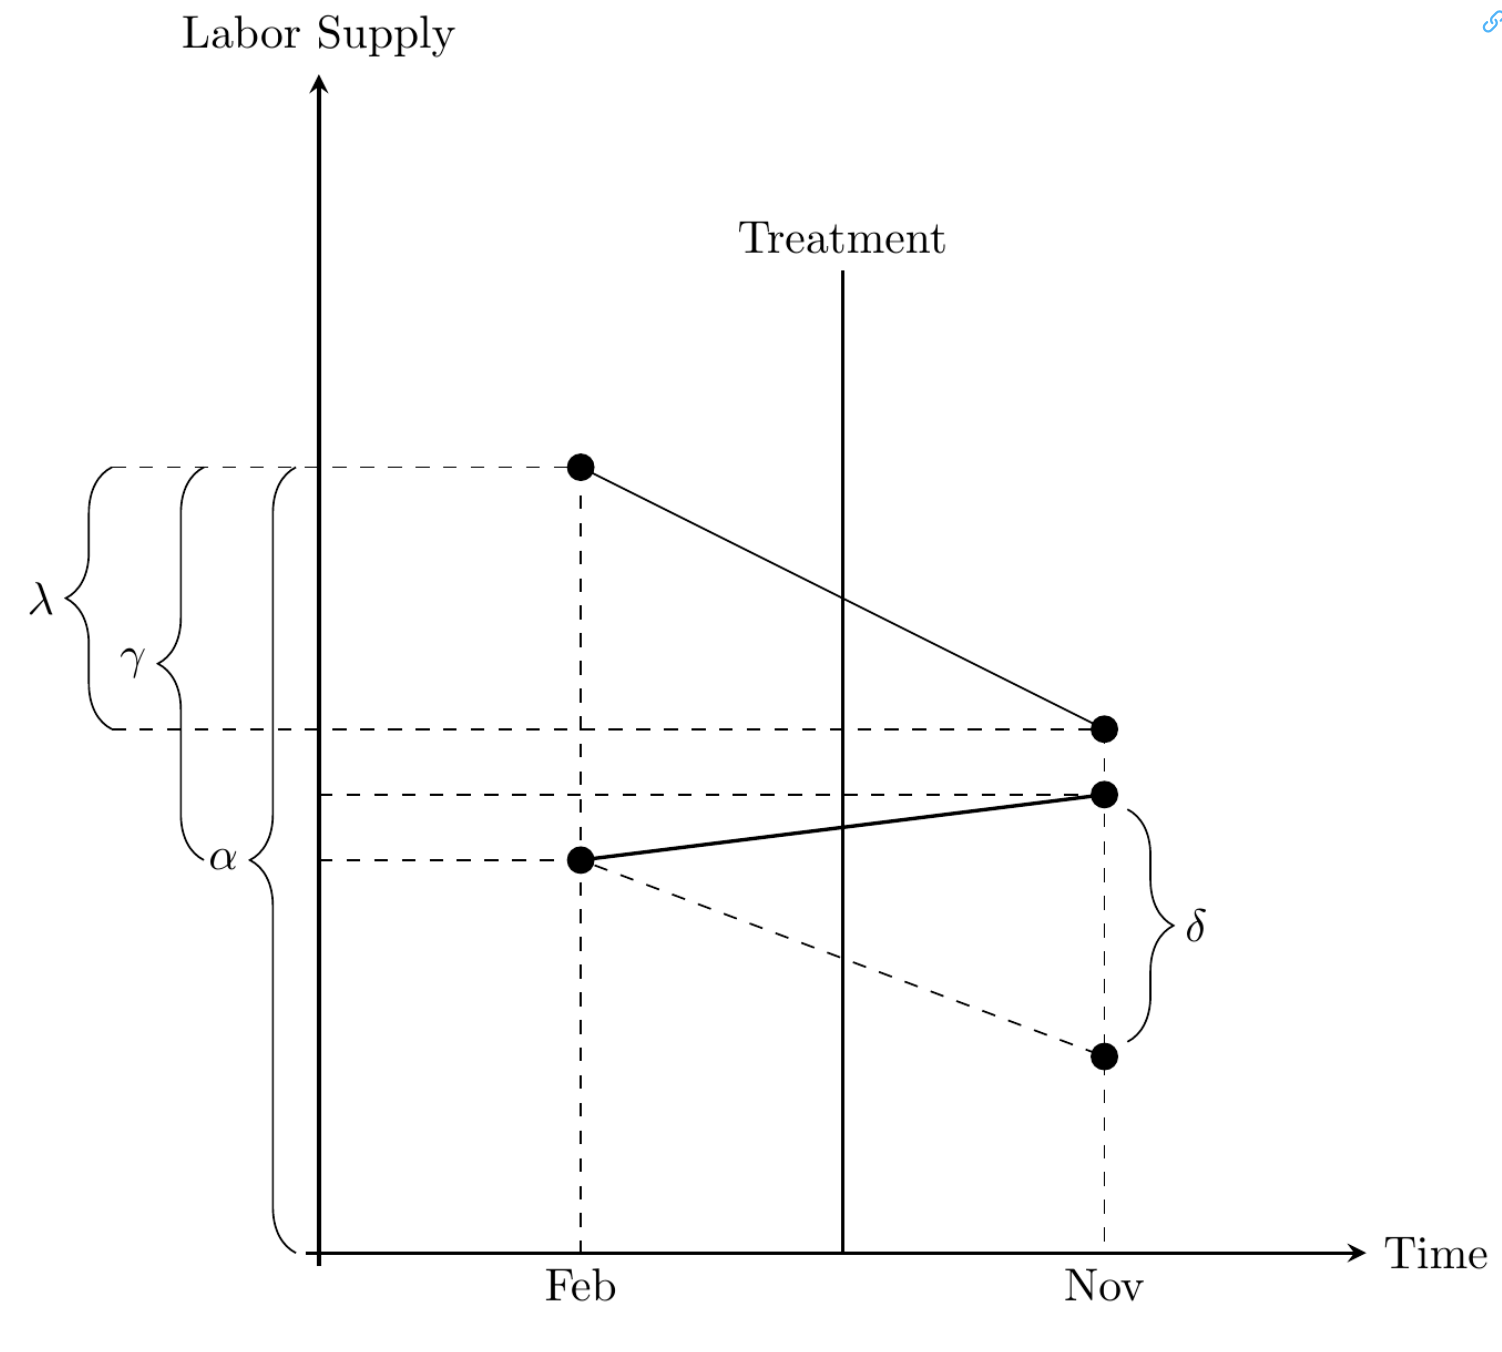 Labor Supply
Treatment
λ
γ
α
δ
Time
Feb
Nov